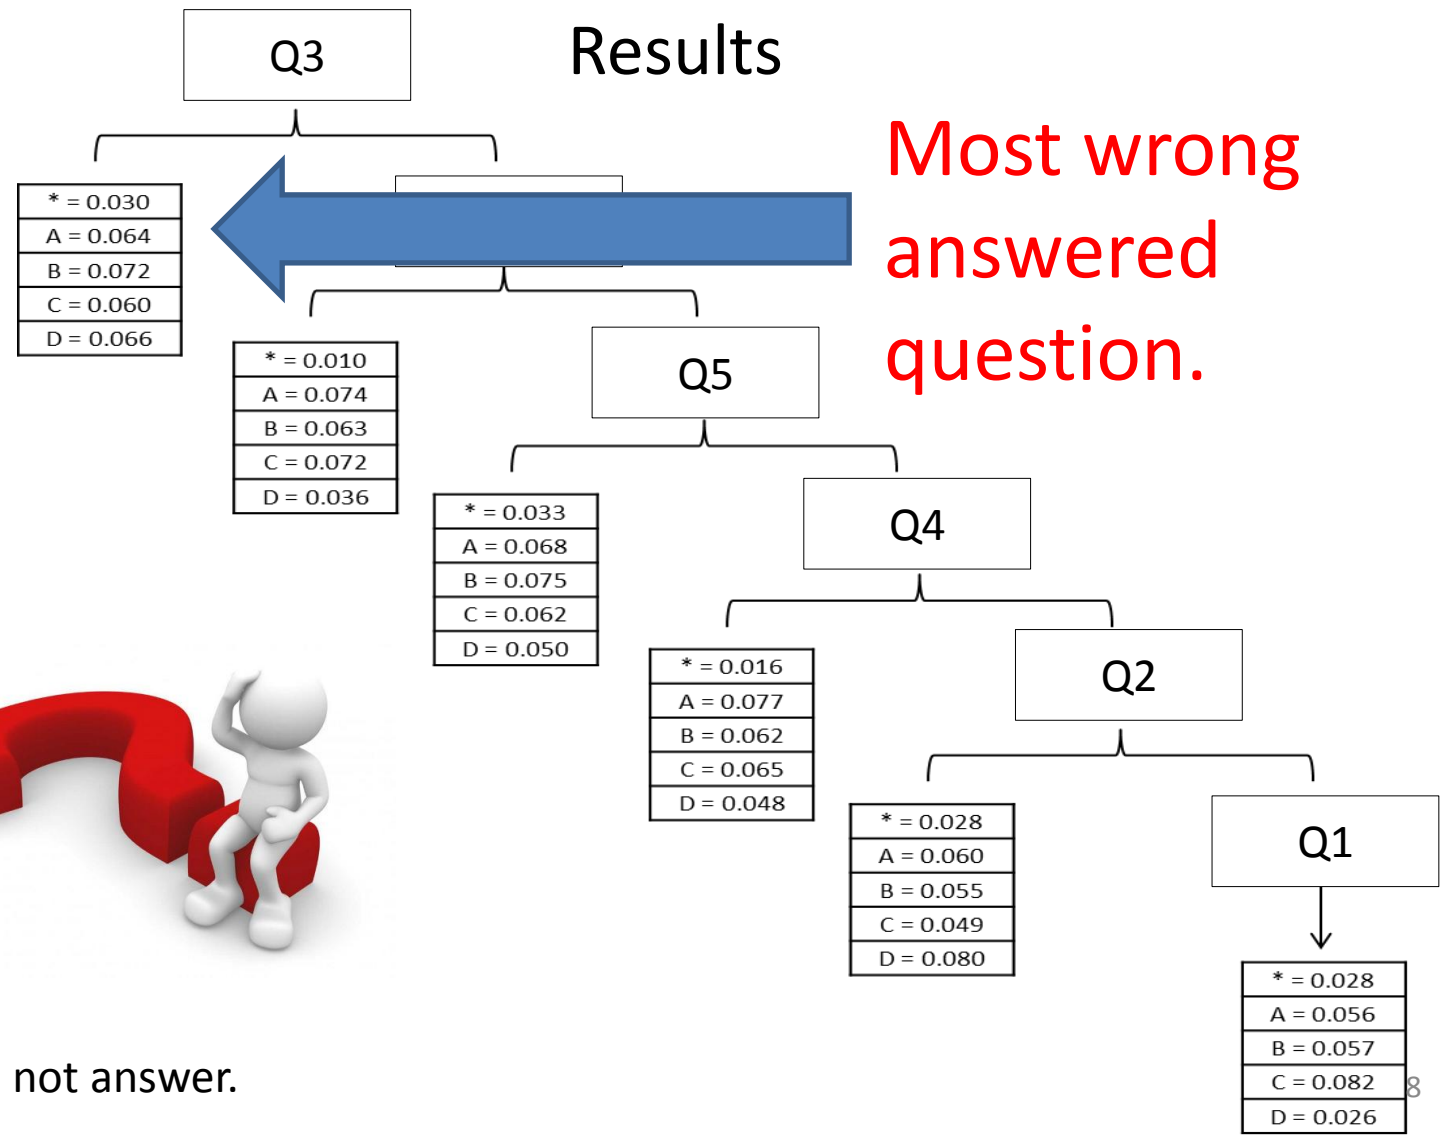 Results
Q3
Most wrong
answered
question.
* = 0.030
A = 0.064
B = 0.072
C = 0.060
D = 0.066
* = 0.010
A = 0.074
B = 0.063
C = 0.072
D = 0.036
Q5
* = 0.033
A = 0.068
B = 0.075
C = 0.062
D = 0.050
Q4
* = 0.016
A = 0.077
B = 0.062
C = 0.065
D = 0.048
Q2
* = 0.028
A = 0.060
B = 0.055
C = 0.049
D = 0.080
Q1
* = 0.028
A = 0.056
B = 0.057
C = 0.082
D = 0.026
not answer.
8